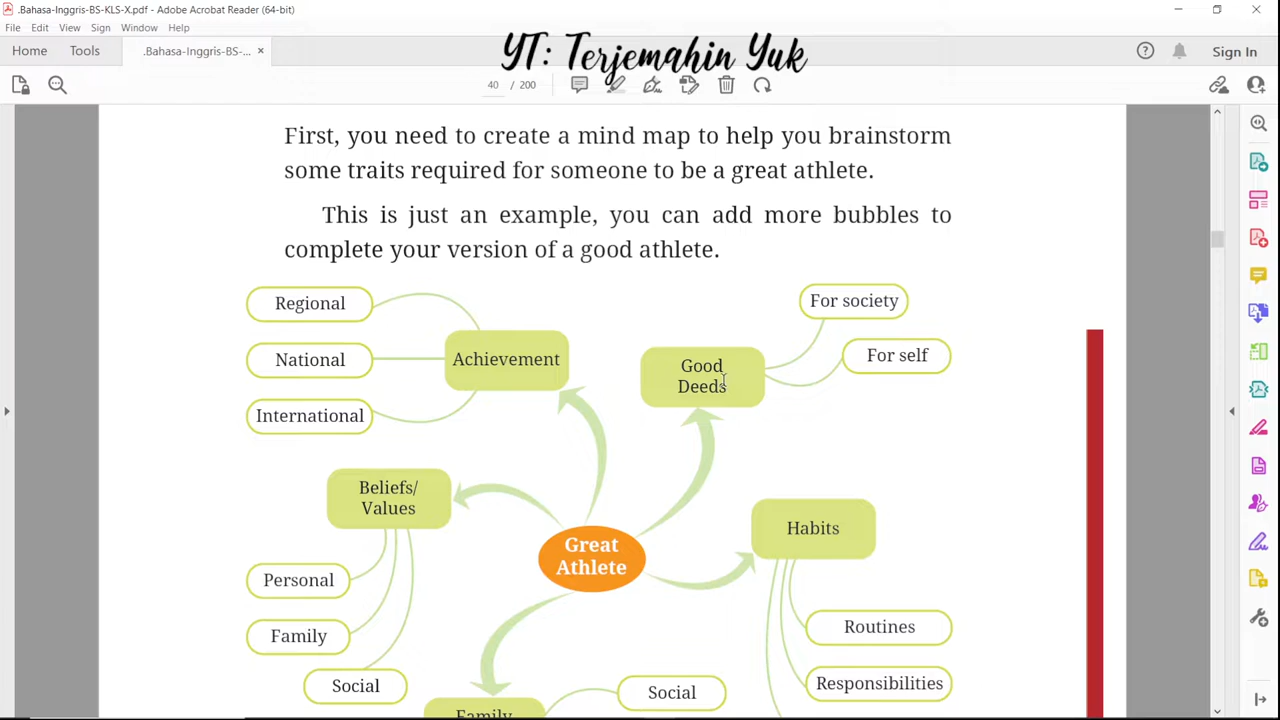 .Bahasa-Inggris-BS-KLS-X.pdf - Adobe Acrobat Reader (64-bit)
File Edit View Sign Window Help
Home Tools .Bahasa-Inggris-BS-... × Sign In
YT: Terjemahin Yuk
40 / 200
First, you need to create a mind map to help you brainstorm
some traits required for someone to be a great athlete.
This is just an example, you can add more bubbles to
complete your version of a good athlete.
Regional
National
International
Achievement
Good
Deeds
For society
For self
Beliefs/
Values
Personal
Family
Social
Great
Athlete
Habits
Routines
Responsibilities
Family
Social